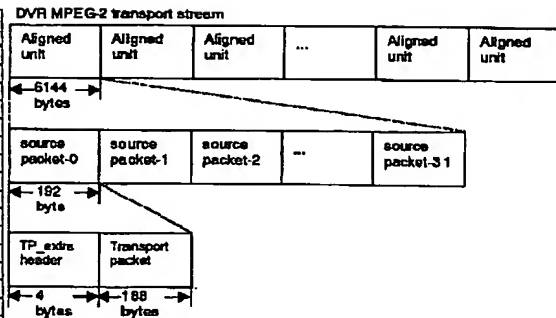 DVR MPEG-2 transport stream
Aligned unit
Aligned unit
Aligned unit
...
Aligned unit
Aligned unit
6144 bytes
source packet-0
source packet-1
source packet-2
...
source packet-31
192 byte
TP_extra header
Transport packet
4 bytes
188 bytes